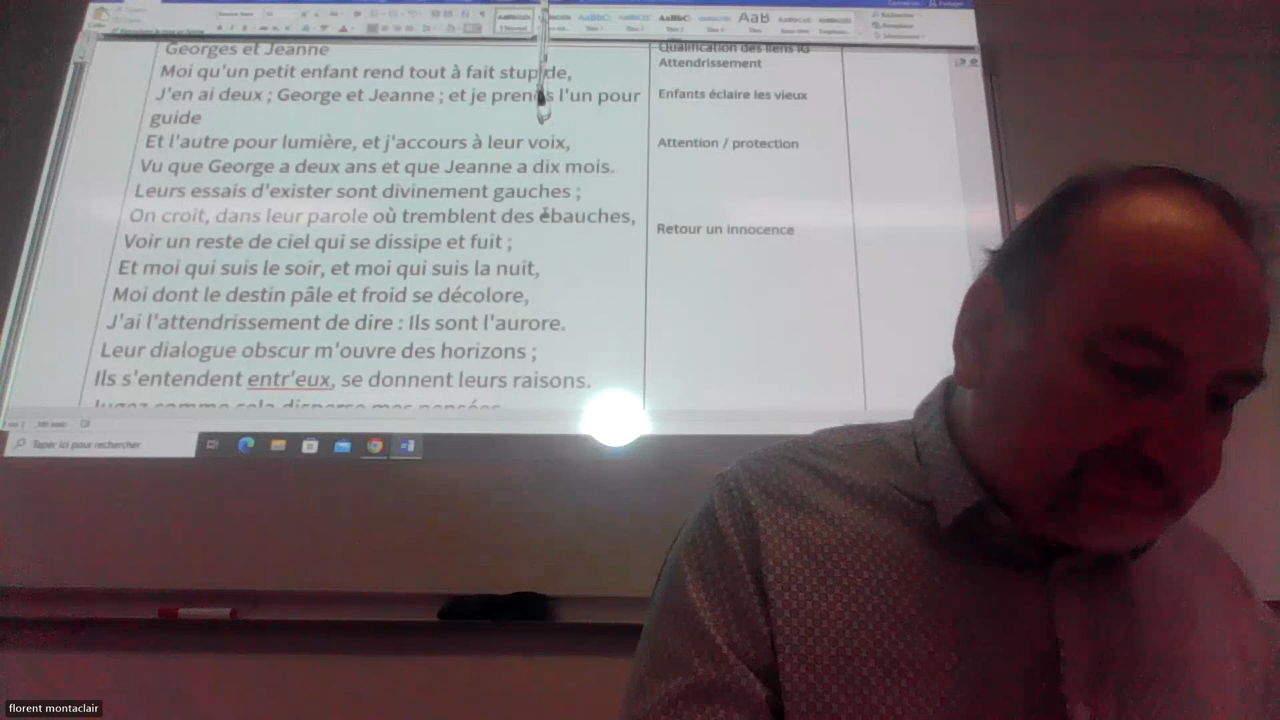 Georges et Jeanne
Moi qu'un petit enfant rend tout à fait stupide,
J'en ai deux ; George et Jeanne ; et je prends l'un pour
guide
Et l'autre pour lumière, et j'accours à leur voix,
Vu que George a deux ans et que Jeanne a dix mois.
Leurs essais d'exister sont divinement gauches ;
On croit, dans leur parole où tremblent des ébauches,
Voir un reste de ciel qui se dissipe et fuit ;
Et moi qui suis le soir, et moi qui suis la nuit,
Moi dont le destin pâle et froid se décolore,
J'ai l'attendrissement de dire : Ils sont l'aurore.
Leur dialogue obscur m'ouvre des horizons ;
Ils s'entendent entr'eux, se donnent leurs raisons.
Jugez comme cela disperse mes pensées
Qualification des liens IG
Attendrissement
Enfants éclaire les vieux
Attention / protection
Retour un innocence
Taper ici pour rechercher
florent montaclair